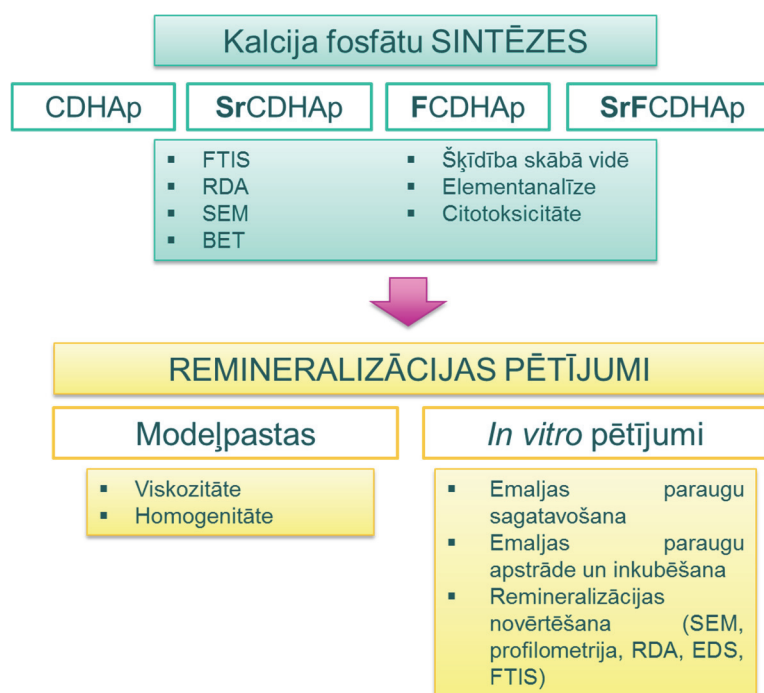 Kalcija fosfātu SINTĒZES
CDHAp
SrCDHAp
FCDHAp
SrFCDHAp
▪ FTIS
▪ RDA
▪ SEM
▪ BET
▪ Šķīdība skābā vidē
▪ Elementanalīze
▪ Citotoksicitāte
REMINERALIZĀCIJAS PĒTĪJUMI
Modeļpastas
▪ Viskozitāte
▪ Homogenitāte
In vitro pētījumi
▪ Emaljas paraugu
sagatavošana
▪ Emaljas paraugu
apstrāde un inkubēšana
▪ Remineralizācijas
novērtēšana (SEM,
profilometrija, RDA, EDS,
FTIS)